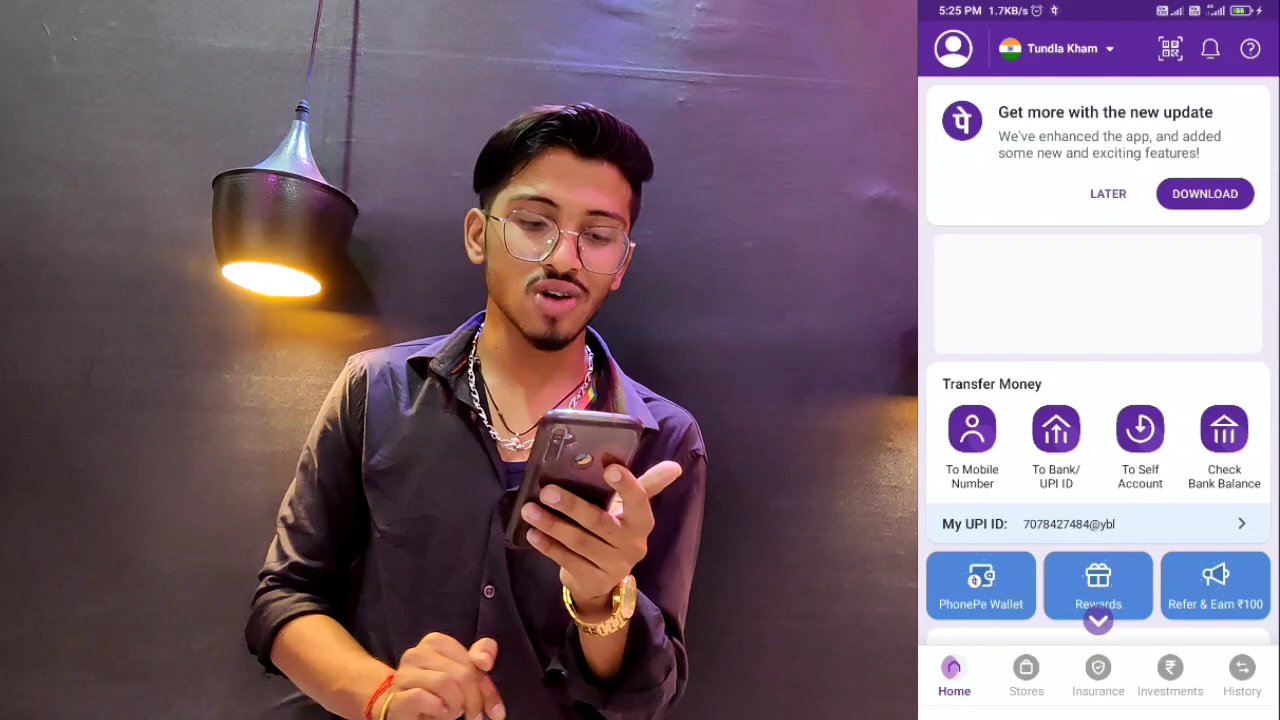 5:25 PM 1.7KB/s
66
Tundla Kham
पे
Get more with the new update
We've enhanced the app, and added
some new and exciting features!
LATER
DOWNLOAD
Transfer Money
To Mobile
Number
To Bank/
UPI ID
To Self
Account
Check
Bank Balance
My UPI ID: 7078427484@ybl
PhonePe Wallet
Rewards
Refer & Earn ₹100
Home
Stores
Insurance
Investments
History